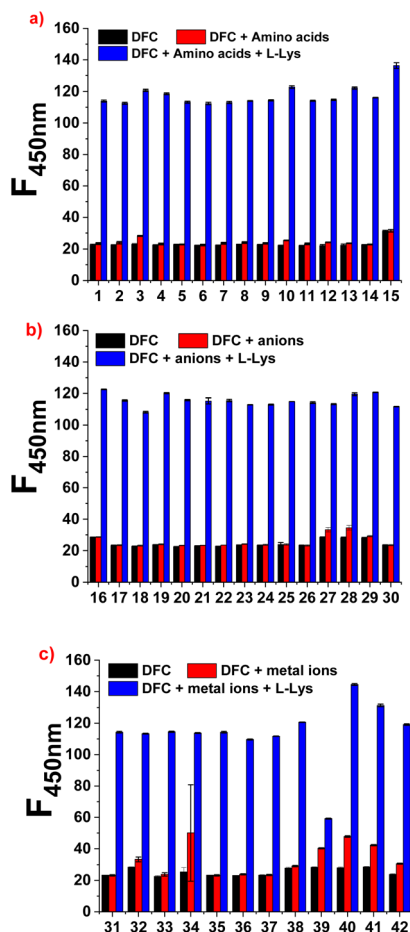 a)
DFC DFC + Amino acids
DFC + Amino acids + L-Lys
F450nm
160
140
120
100
80
60
40
20
0
1 2 3 4 5 6 7 8 9 10 11 12 13 14 15
b)
DFC DFC + anions
DFC + anions + L-Lys
F450nm
160
140
120
100
80
60
40
20
0
16 17 18 19 20 21 22 23 24 25 26 27 28 29 30
c)
DFC DFC + metal ions
DFC + metal ions + L-Lys
F450nm
160
140
120
100
80
60
40
20
0
31 32 33 34 35 36 37 38 39 40 41 42